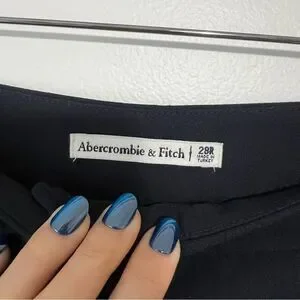 Abercrombie & Fitch
28R
MADE IN
TURKEY